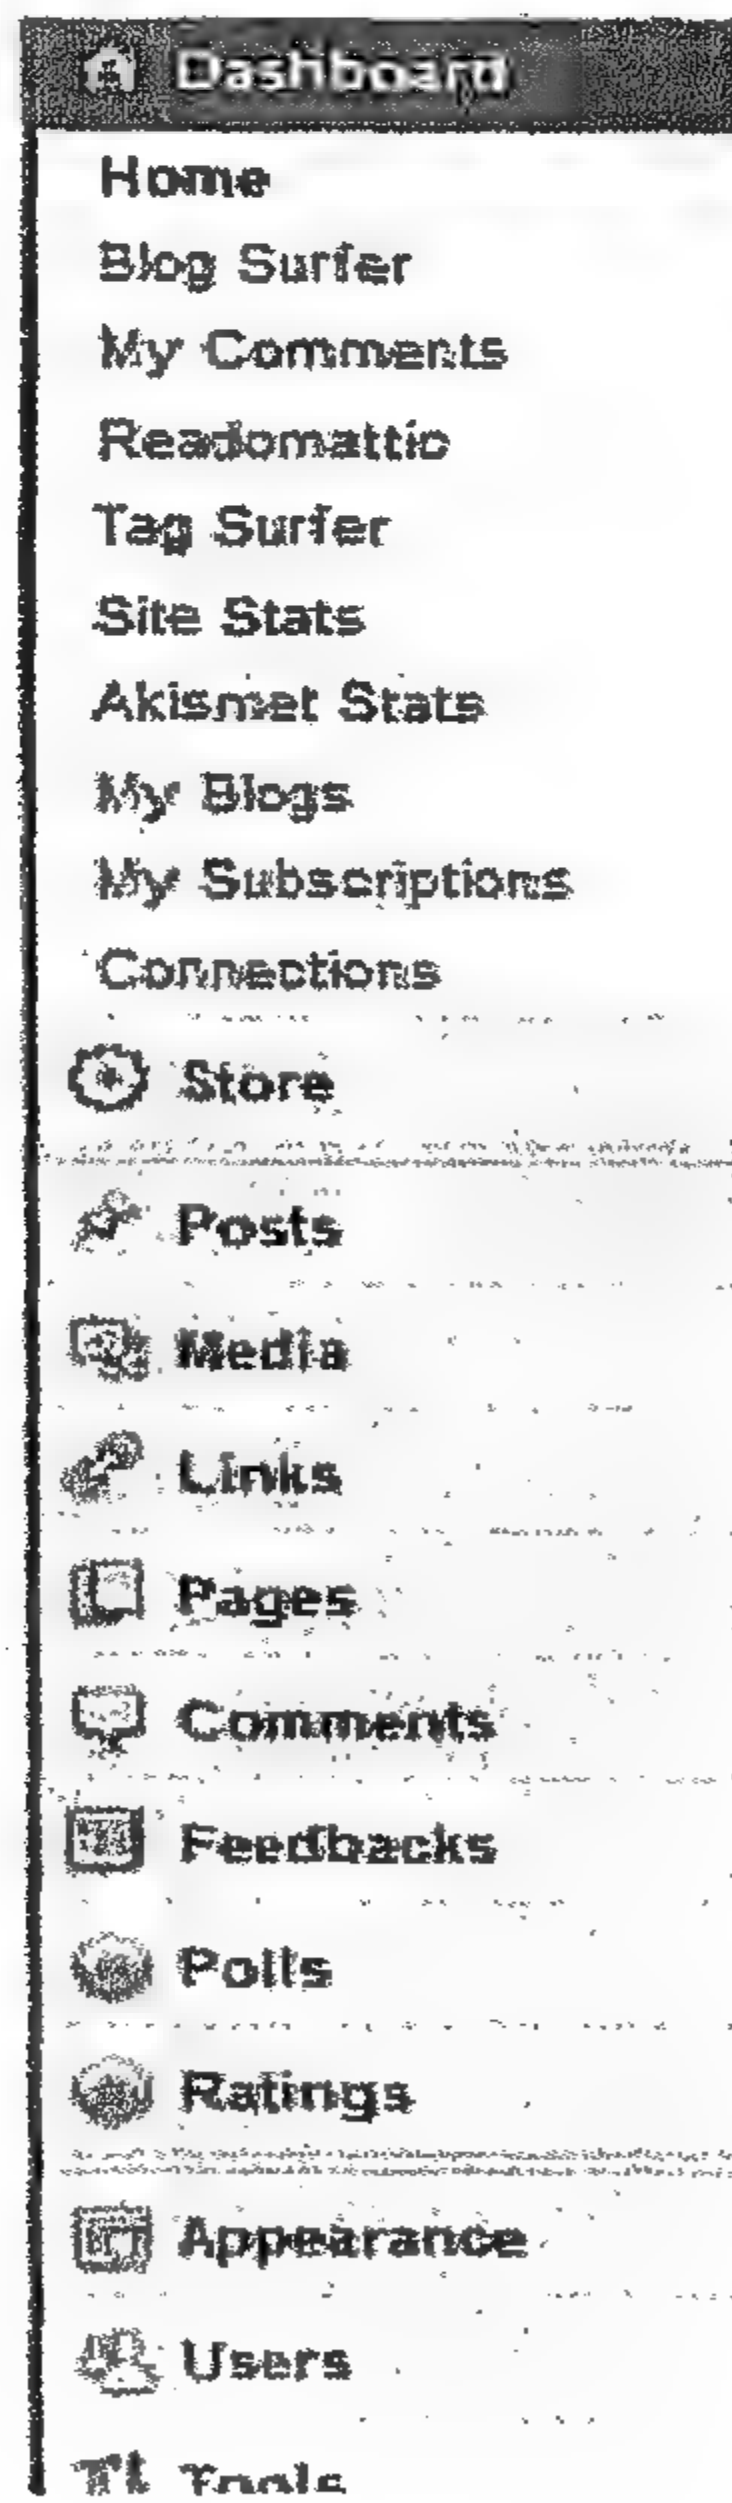 Dashboard
Home
Blog Surfer
My Comments
Readomattic
Tag Surfer
Site Stats
Akismet Stats
My Blogs
My Subscriptions
Connections
Store
Posts
Media
Links
Pages
Comments
Feedbacks
Polls
Ratings
Appearance
Users
Tools